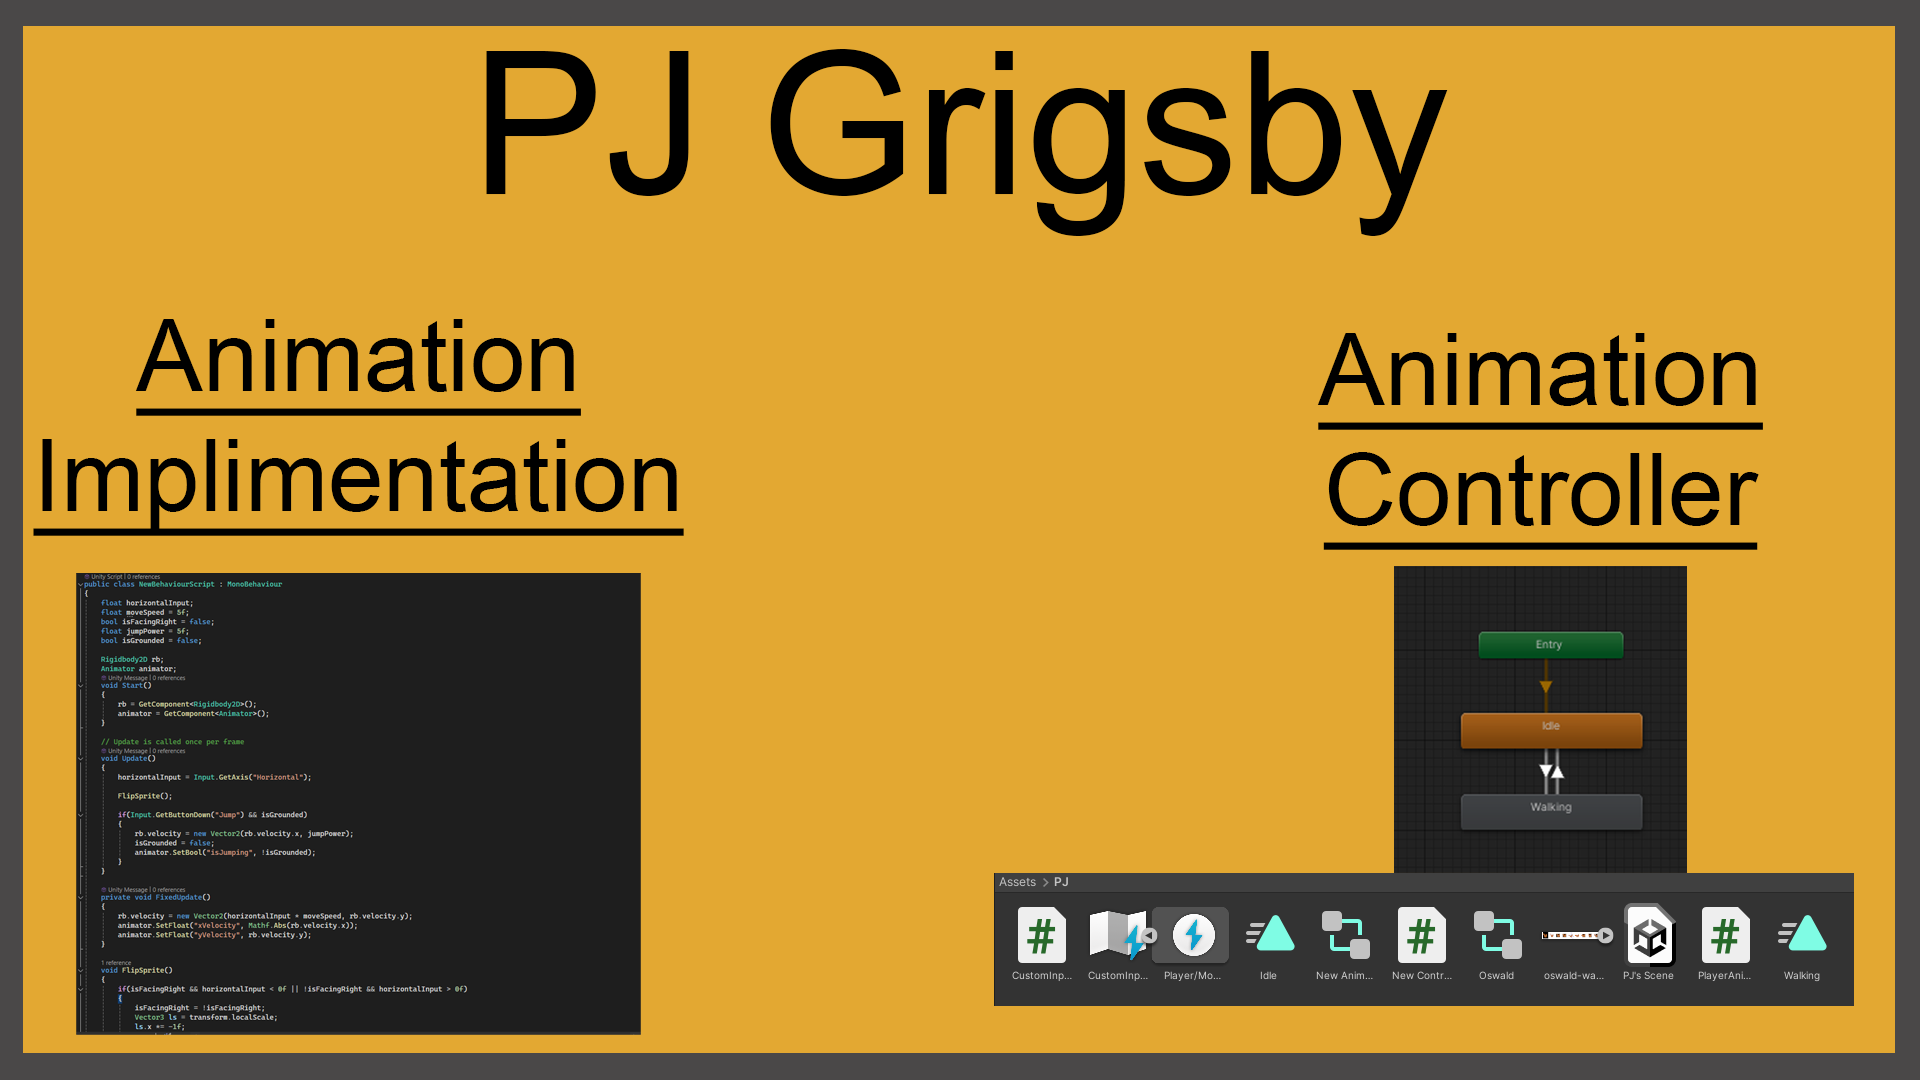 PJ Grigsby
Animation
Implimentation
Unity Script | 0 references
public class NewBehaviourScript : MonoBehaviour
{
float horizontalInput;
float moveSpeed = 5f;
bool isFacingRight = false;
float jumpPower = 5f;
bool isGrounded = false;
Rigidbody2D rb;
Animator animator;
Unity Message | 0 references
void Start()
{
rb = GetComponent<Rigidbody2D>();
animator = GetComponent<Animator>();
}
// Update is called once per frame
Unity Message | 0 references
void Update()
{
horizontalInput = Input.GetAxis("Horizontal");
FlipSprite();
if(Input.GetButtonDown("Jump") && isGrounded)
{
rb.velocity = new Vector2(rb.velocity.x, jumpPower);
isGrounded = false;
animator.SetBool("isJumping", !isGrounded);
}
}
Unity Message | 0 references
private void FixedUpdate()
{
rb.velocity = new Vector2(horizontalInput * moveSpeed, rb.velocity.y);
animator.SetFloat("xVelocity", Mathf.Abs(rb.velocity.x));
animator.SetFloat("yVelocity", rb.velocity.y);
}
1 reference
void FlipSprite()
{
if(isFacingRight && horizontalInput < 0f || !isFacingRight && horizontalInput > 0f)
{
isFacingRight = !isFacingRight;
Vector3 ls = transform.localScale;
ls.x *= -1f;
Animation
Controller
Entry
Idle
Walking
Assets > PJ
CustomInp... CustomInp... Player/Mo... Idle New Anim... New Contr... Oswald oswald-wa... PJ's Scene PlayerAni... Walking